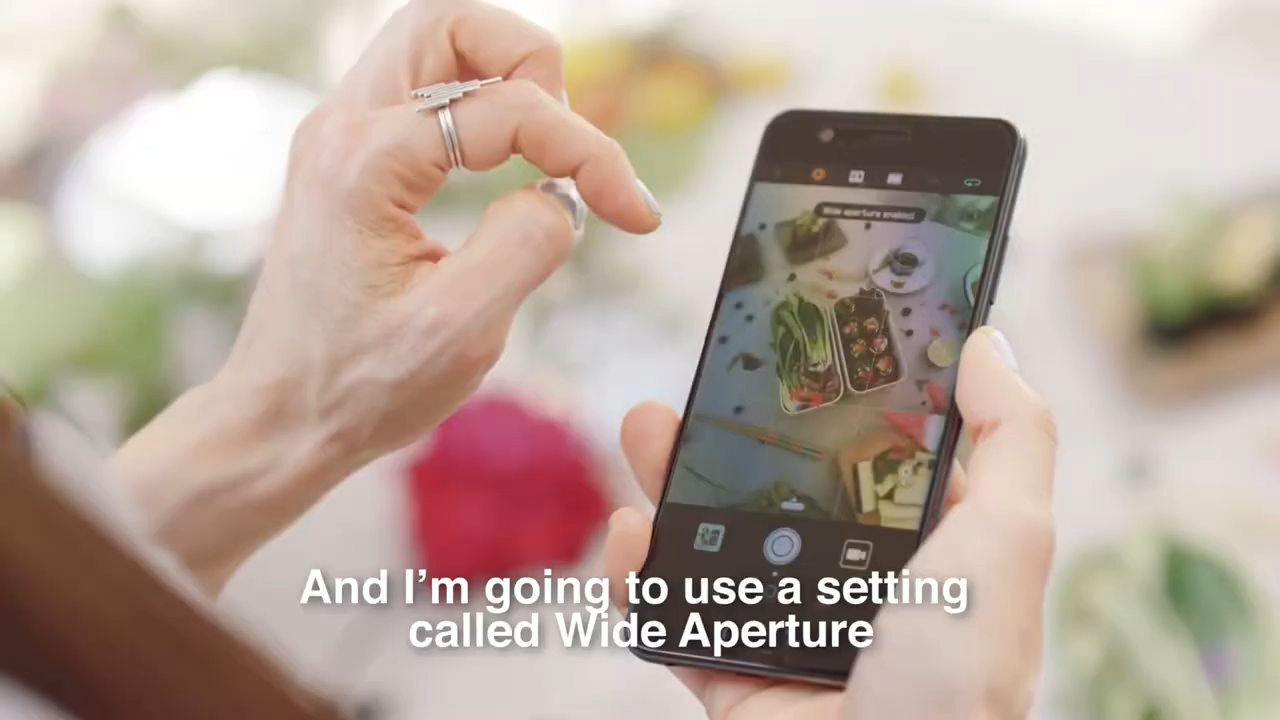 Wide aperture enabled
And I’m going to use a setting
called Wide Aperture